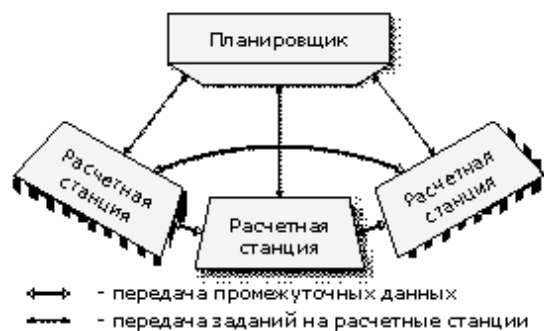 Планировщик
Расчетная
станция
Расчетная
станция
Расчетная
станция
- передача промежуточных данных
- передача заданий на расчетные станции